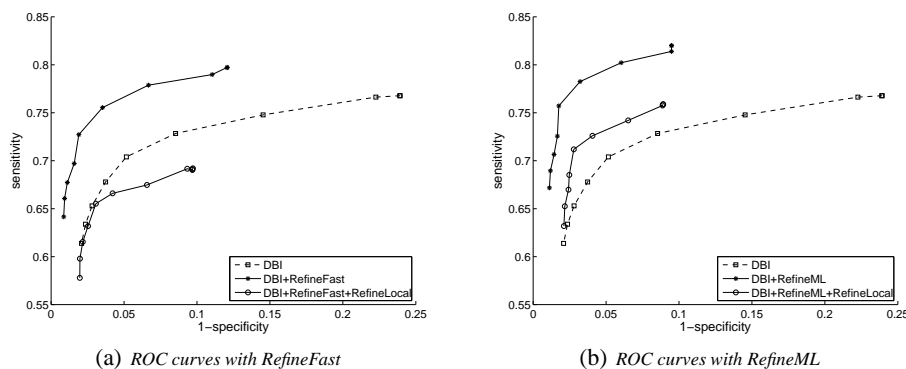 0.85
0.8
0.75
0.7
0.65
0.6
0.55
sensitivity
0
0.05
0.1
0.15
0.2
0.25
1−specificity
DBI
DBI+RefineFast
DBI+RefineFast+RefineLocal
(a) ROC curves with RefineFast
0.85
0.8
0.75
0.7
0.65
0.6
0.55
sensitivity
0
0.05
0.1
0.15
0.2
0.25
1−specificity
DBI
DBI+RefineML
DBI+RefineML+RefineLocal
(b) ROC curves with RefineML